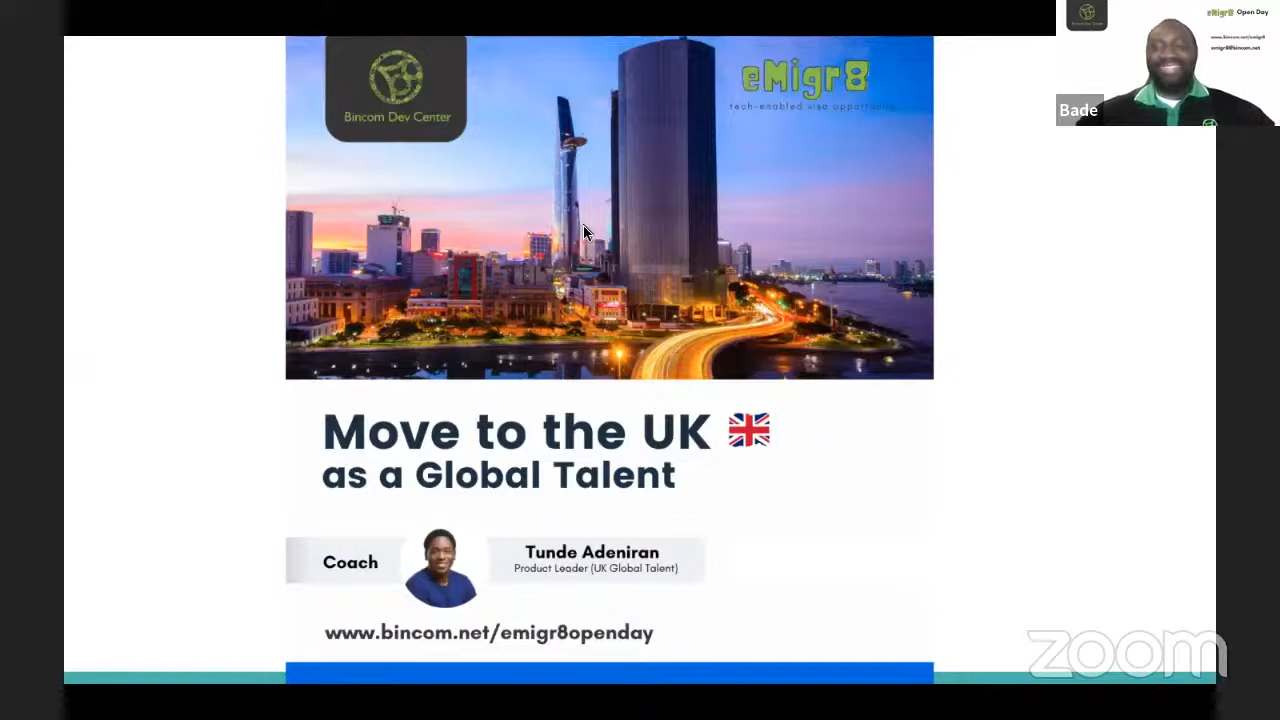 Bincom Dev Center
eMigr8
tech-enabled visa opportunity
Move to the UK
as a Global Talent
Coach
Tunde Adeniran
Product Leader (UK Global Talent)
www.bincom.net/emigr8openday
eMigr8 Open Day
www.bincom.net/emigr8
emigr8@bincom.net
Bade
zoom